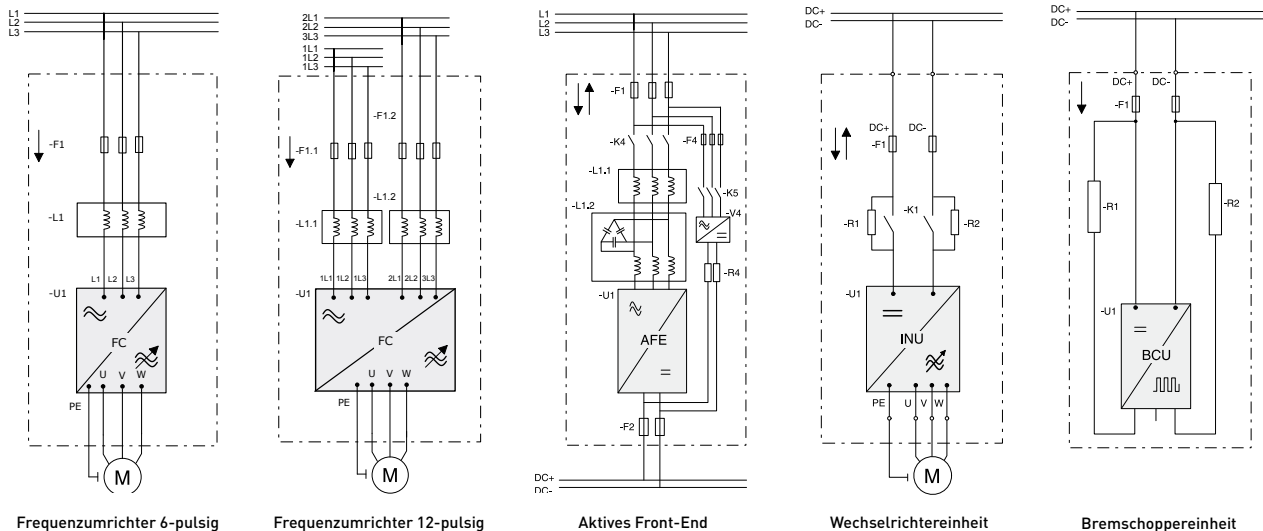 L1
L2
L3
-F1
-L1
L1 L2 L3
-U1
FC
U V W
PE
M
Frequenzumrichter 6-pulsig
2L1
2L2
3L3
1L1
1L2
1L3
-F1.2
-F1.1
-L1.2
-L1.1
1L1 1L2 1L3 2L1 2L2 3L3
-U1
FC
U V W
PE
M
Frequenzumrichter 12-pulsig
L1
L2
L3
-F1
-K4
-F4
-L1.1
-K5
-L1.2
-V4
-R4
-U1
AFE
-F2
DC+
DC-
Aktives Front-End
DC+
DC-
DC+ DC-
-F1
-R1 -K1 -R2
-U1
INU
PE U V W
M
Wechselrichtereinheit
DC+
DC-
DC+ DC-
-F1
-R1 -R2
-U1
BCU
Bremschoppereinheit